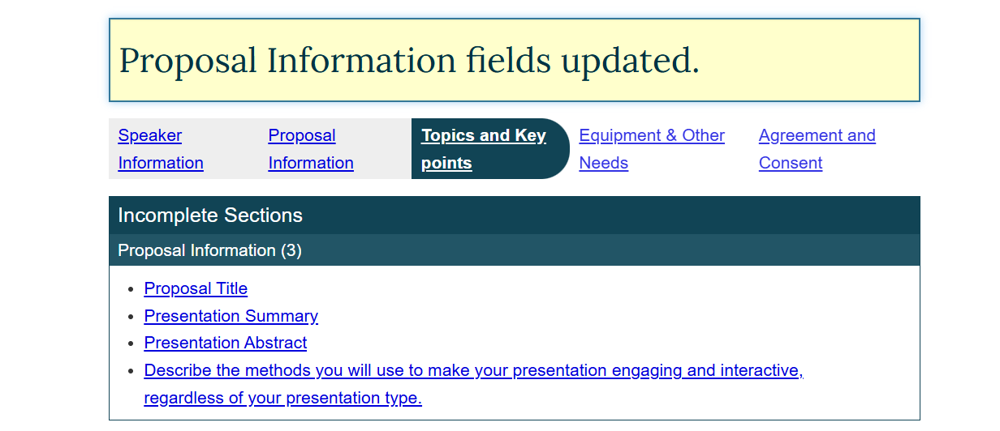 Proposal Information fields updated.
Speaker
Information
Proposal
Information
Topics and Key
points
Equipment & Other
Needs
Agreement and
Consent
Incomplete Sections
Proposal Information (3)
Proposal Title
Presentation Summary
Presentation Abstract
Describe the methods you will use to make your presentation engaging and interactive,
regardless of your presentation type.